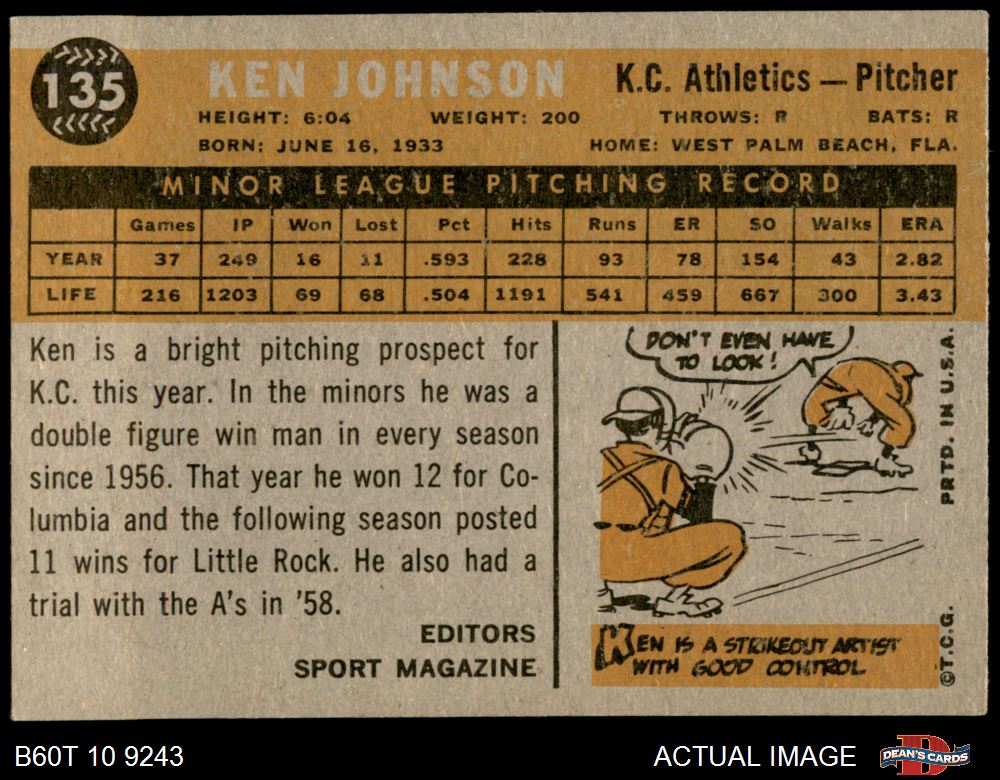 135
KEN JOHNSON
K.C. Athletics — Pitcher
HEIGHT: 6:04 WEIGHT: 200 THROWS: R BATS: R
BORN: JUNE 16, 1933 HOME: WEST PALM BEACH, FLA.
MINOR LEAGUE PITCHING RECORD
Games IP Won Lost Pct Hits Runs ER SO Walks ERA
YEAR 37 249 16 11 .593 228 93 78 154 43 2.82
LIFE 216 1203 69 68 .504 1191 541 459 667 300 3.43
Ken is a bright pitching prospect for
K.C. this year. In the minors he was a
double figure win man in every season
since 1956. That year he won 12 for Co-
lumbia and the following season posted
11 wins for Little Rock. He also had a
trial with the A's in '58.
EDITORS
SPORT MAGAZINE
DON'T EVEN HAVE
TO LOOK!
KEN IS A STRIKEOUT ARTIST
WITH GOOD CONTROL
©T.C.G. PRTD. IN U.S.A.
B60T 10 9243
ACTUAL IMAGE
DEAN'S CARDS